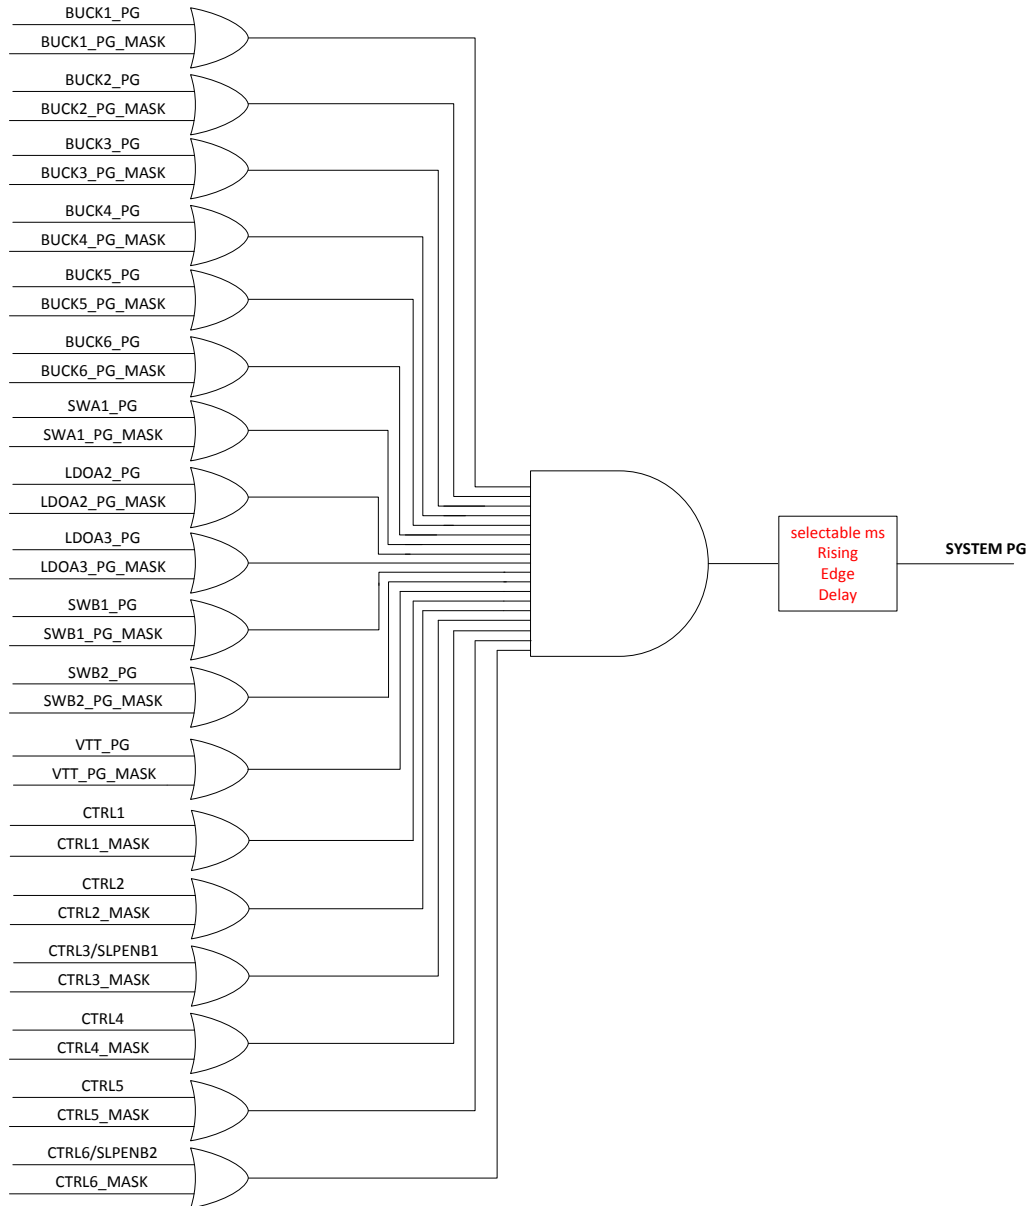 BUCK1_PG
BUCK1_PG_MASK
BUCK2_PG
BUCK2_PG_MASK
BUCK3_PG
BUCK3_PG_MASK
BUCK4_PG
BUCK4_PG_MASK
BUCK5_PG
BUCK5_PG_MASK
BUCK6_PG
BUCK6_PG_MASK
SWA1_PG
SWA1_PG_MASK
LDOA2_PG
LDOA2_PG_MASK
LDOA3_PG
LDOA3_PG_MASK
SWB1_PG
SWB1_PG_MASK
SWB2_PG
SWB2_PG_MASK
VTT_PG
VTT_PG_MASK
CTRL1
CTRL1_MASK
CTRL2
CTRL2_MASK
CTRL3/SLPENB1
CTRL3_MASK
CTRL4
CTRL4_MASK
CTRL5
CTRL5_MASK
CTRL6/SLPENB2
CTRL6_MASK
selectable ms
Rising
Edge
Delay
SYSTEM PG